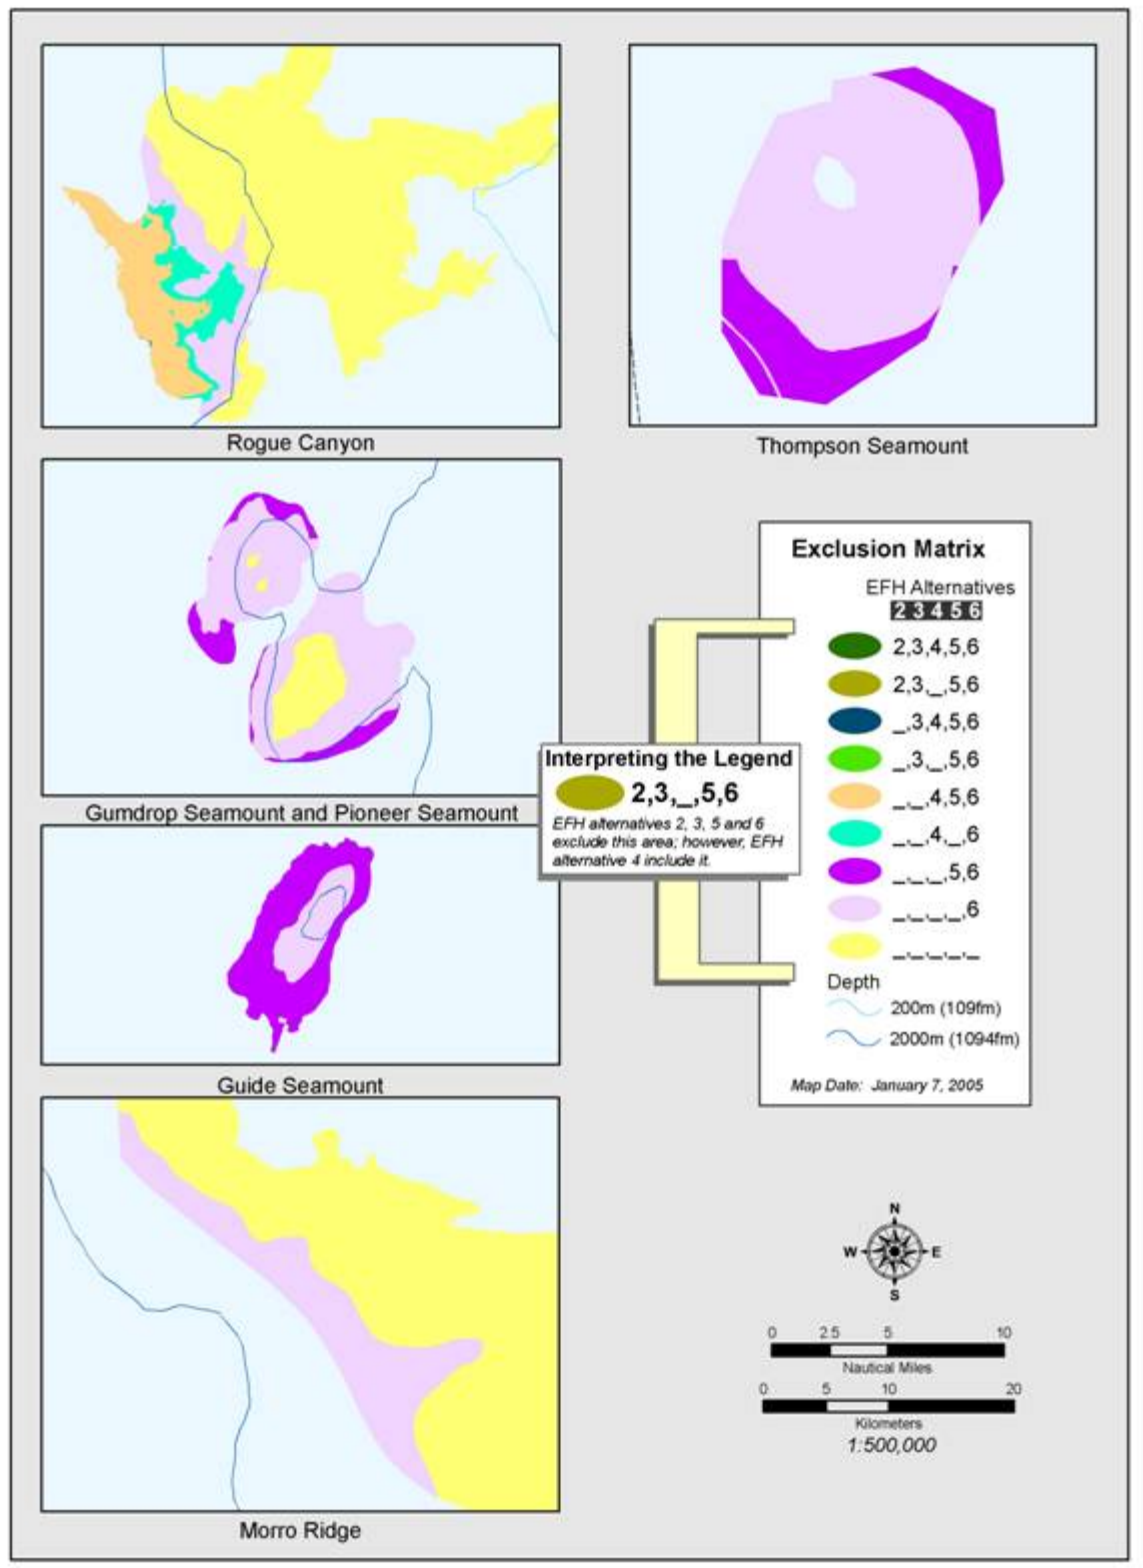 Rogue Canyon
Thompson Seamount
Gumdrop Seamount and Pioneer Seamount
Guide Seamount
Morro Ridge
Exclusion Matrix
EFH Alternatives
2 3 4 5 6
2,3,4,5,6
2,3,_,5,6
_,3,4,5,6
_,3,_,5,6
_,_,4,5,6
_,_,4,_,6
_,_,_,5,6
_,_,_,_,6
_,_,_,_,_
Depth
200m (109fm)
2000m (1094fm)
Map Date: January 7, 2005
Interpreting the Legend
2,3,_,5,6
EFH alternatives 2, 3, 5 and 6
exclude this area; however, EFH
alternative 4 include it.
N
W E
S
0 2.5 5 10
Nautical Miles
0 5 10 20
Kilometers
1:500,000